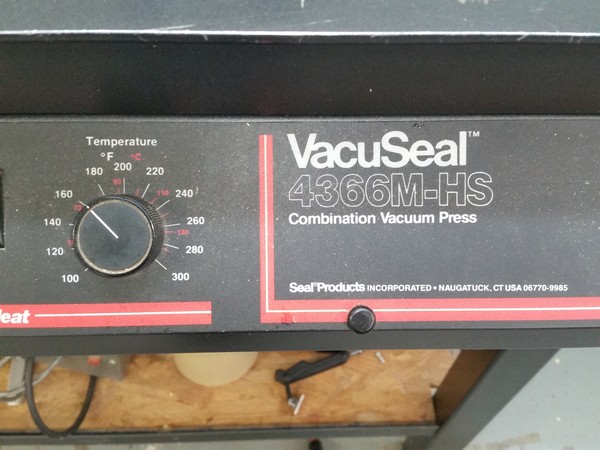 Temperature
°F °C
100
120
140
160
180
200
220
240
260
280
300
VacuSeal™
4366M-HS
Combination Vacuum Press
Seal® Products INCORPORATED • NAUGATUCK, CT USA 06770-9985